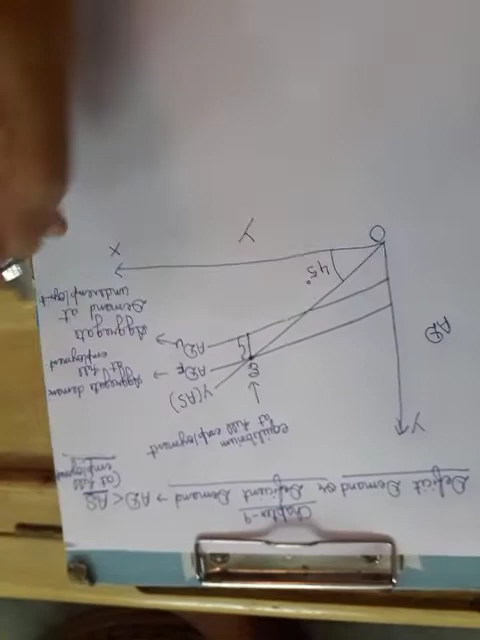 Chapter-9
Deficit Demand or Deficient Demand → AD < AS
(at full
employment)
Y
AD
equilibrium
at full employment
E
Y(AS)
ADF → Aggregate demand
at full
employment
ADU → Aggregate
Demand at
underemployment
45°
O
Y
X